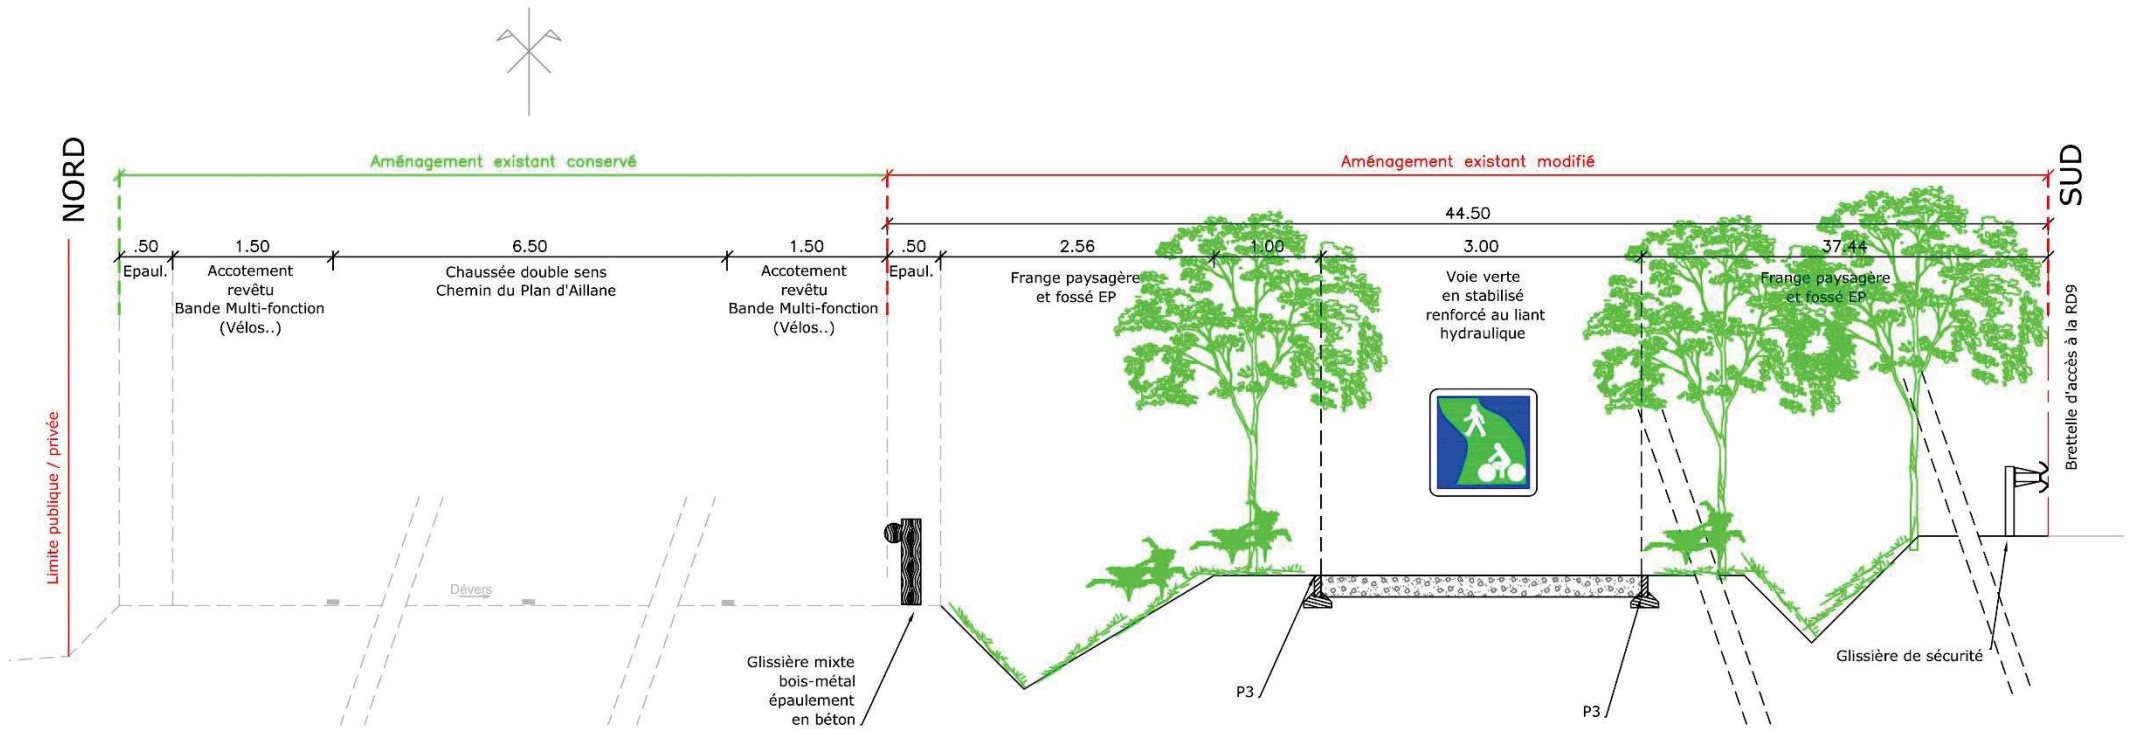 NORD
SUD
Aménagement existant conservé
Aménagement existant modifié
44.50
.50
1.50
6.50
1.50
.50
2.56
1.00
3.00
37.44
Epaul.
Accotement
revêtu
Bande Multi-fonction
(Vélos..)
Chaussée double sens
Chemin du Plan d'Aillane
Accotement
revêtu
Bande Multi-fonction
(Vélos..)
Epaul.
Frange paysagère
et fossé EP
Voie verte
en stabilisé
renforcé au liant
hydraulique
Frange paysagère
et fossé EP
Brettelle d'accès à la RD9
Limite publique / privée
Dévers
Glissière mixte
bois-métal
épaulement
en béton
P3
P3
Glissière de sécurité